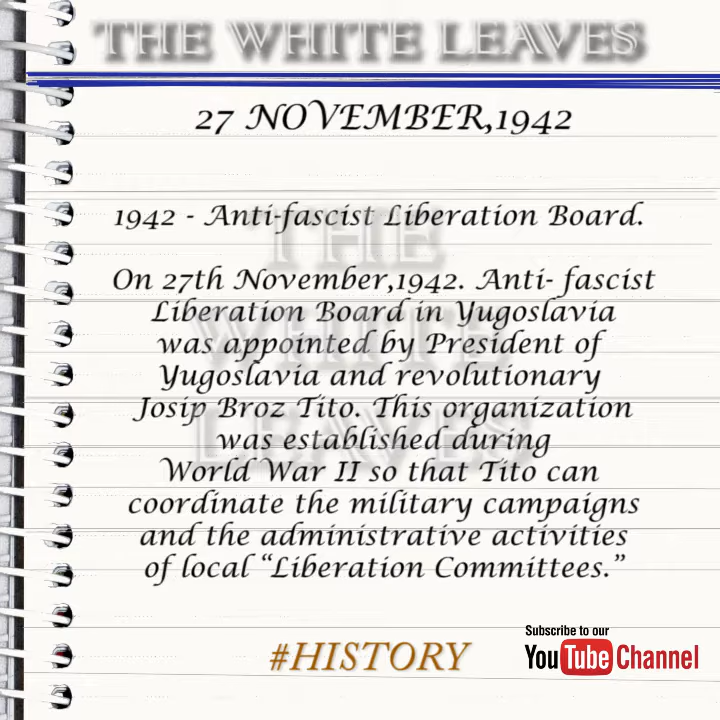 THE WHITE LEAVES
27 NOVEMBER,1942
1942 - Anti-fascist Liberation Board.
On 27th November,1942. Anti- fascist
Liberation Board in Yugoslavia
was appointed by President of
Yugoslavia and revolutionary
Josip Broz Tito. This organization
was established during
World War II so that Tito can
coordinate the military campaigns
and the administrative activities
of local “Liberation Committees.”
THE
WHITE
LEAVES
#HISTORY
Subscribe to our
YouTube Channel